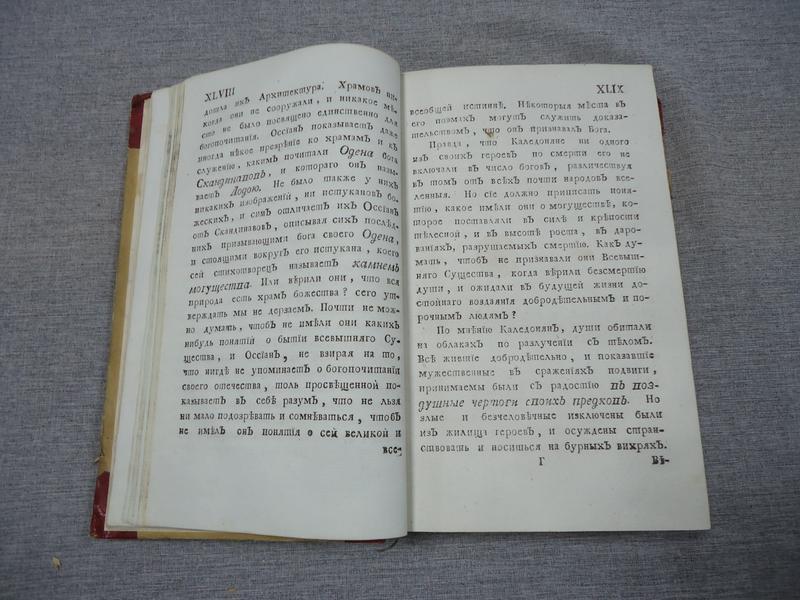 XLVIII
дошла ихъ Архитектура. Храмовъ ни-
когда они не сооружали, и никакое мѣ-
сто не было посвящено единственно для
богопочитанія. Оссіанъ показываетъ даже
иногда нѣкое презрѣніе ко храмамъ и къ
служенію, какимъ почитали Одена бога
Скандинавовъ, и котораго онъ назы-
ваетъ Лодою. Не было также у нихъ
никакихъ изображеній, ни истукановъ бо-
жескихъ, и симъ отличаетъ ихъ Оссіанъ
отъ Скандинавовъ, описывая сихъ послѣд-
нихъ призывающими бога своего Одена,
и стоящими вокругъ его истукана, коего
сей стихотворецъ называетъ камнемъ
могущества. Или вѣрили они, что вся
природа есть храмъ божества? сего ут-
верждать мы не дерзаемъ. Почти не мож-
но думать, чтобъ не имѣли они какихъ
нибудь понятій о бытіи всевышняго Су-
щества, и Оссіанъ, не взирая на то,
что нигдѣ не упоминаетъ о богопочитаніи
своего отечества, толь просвѣщенной по-
казываетъ въ себѣ разумъ, что не льзя
ни мало подозрѣвать и сомнѣваться, чтобъ
не имѣлъ онъ понятія о сей великой и
все-
XLIX
всеобщей истиннѣ. Нѣкоторыя мѣста въ
его поэмахъ могутъ служить доказа-
тельствомъ, что онъ признавалъ Бога.
Правда, что Каледоняне ни одного
изъ своихъ героевъ по смерти его не
включали въ число боговъ, различествуя
въ томъ отъ всѣхъ почти народовъ все-
ленныя. Но сіе должно приписать поня-
тію, какое имѣли они о могуществѣ, ко-
торое поставляли въ силѣ и крѣпости
тѣлесной, и въ высотѣ роста, въ даро-
ваніяхъ, разрушаемыхъ смертію. Какъ ду-
мать, чтобъ не признавали они Всевыш-
няго Существа, когда вѣрили безсмертію
души, и ожидали въ будущей жизни до-
стойнаго воздаянія добродѣтельнымъ и по-
рочнымъ людямъ?
По мнѣнію Каледонянъ, души обитали
на облакахъ по разлученіи съ тѣломъ.
Всѣ жившіе добродѣтельно, и показавшіе
мужественные въ сраженіяхъ подвиги,
принимаемы были съ радостію въ воз-
душные чертоги своихъ предковъ. Но
злые и безчеловѣчные изключены были
изъ жилища героевъ, и осуждены стран-
ствовать и носиться на бурныхъ вихряхъ.
Г
Въ-